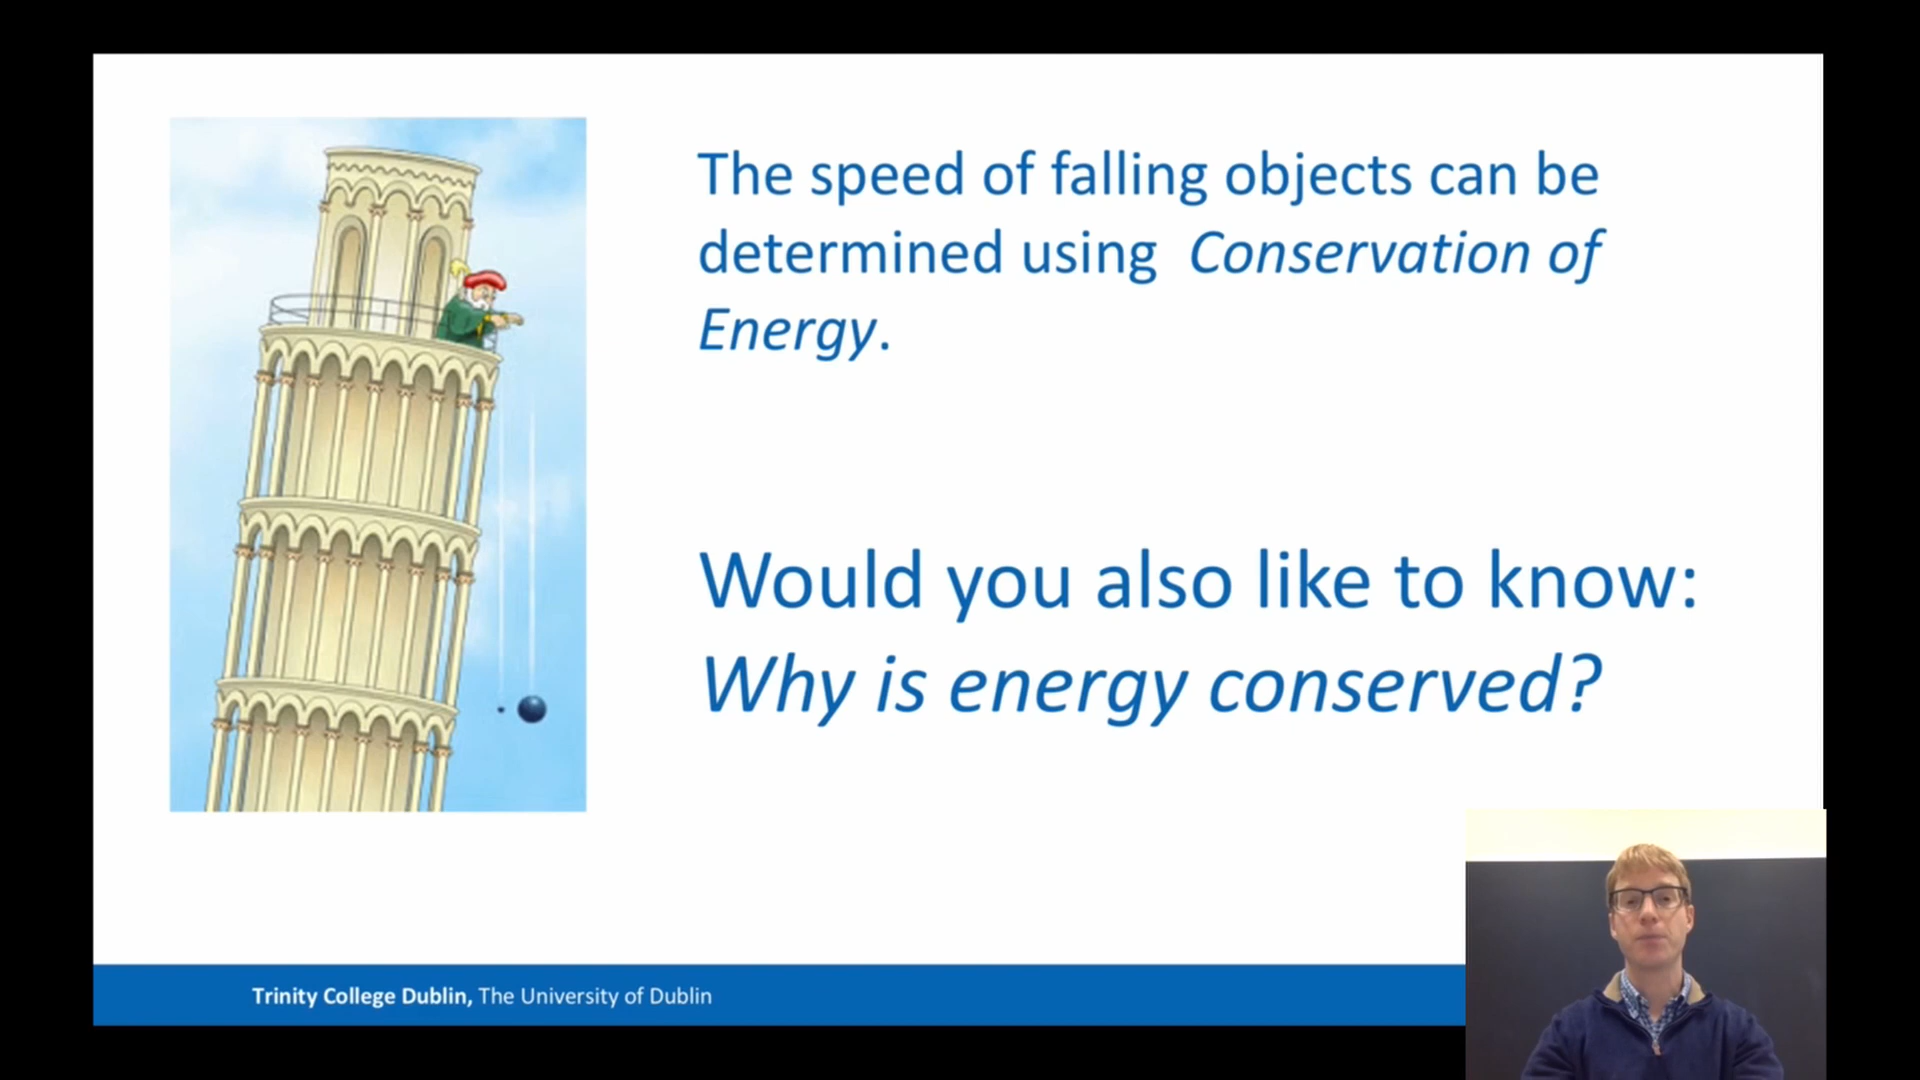 The speed of falling objects can be
determined using Conservation of
Energy.
Would you also like to know:
Why is energy conserved?
Trinity College Dublin, The University of Dublin